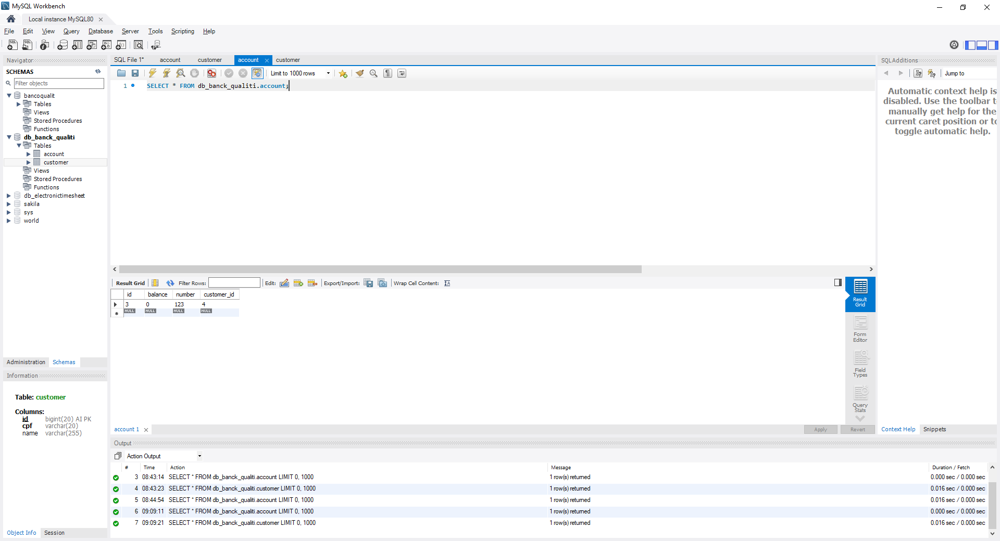 MySQL Workbench
Local instance MySQL80
File Edit View Query Database Server Tools Scripting Help
Navigator
SCHEMAS
Filter objects
bancoqualit
Tables
Views
Stored Procedures
Functions
db_banck_qualiti
Tables
account
customer
Views
Stored Procedures
Functions
db_electronictimesheet
sakila
sys
world
Administration Schemas
Information
Table: customer
Columns:
id bigint(20) AI PK
cpf varchar(20)
name varchar(255)
Object Info Session
SQL File 1* account customer account customer
Limit to 1000 rows
1 SELECT * FROM db_banck_qualiti.account;
Result Grid Filter Rows: Edit: Export/Import: Wrap Cell Content:
id balance number customer_id
3 0 123 4
NULL NULL NULL NULL
Result
Grid
Form
Editor
Field
Types
Query
Stats
account 1 Apply Revert
SQLAdditions
Jump to
Automatic context help is
disabled. Use the toolbar t
manually get help for the
current caret position or to
toggle automatic help.
Context Help Snippets
Output
Action Output
# Time Action Message Duration / Fetch
3 08:43:14 SELECT * FROM db_banck_qualiti.account LIMIT 0, 1000 1 row(s) returned 0.000 sec / 0.000 sec
4 08:43:23 SELECT * FROM db_banck_qualiti.customer LIMIT 0, 1000 1 row(s) returned 0.016 sec / 0.000 sec
5 08:44:54 SELECT * FROM db_banck_qualiti.account LIMIT 0, 1000 1 row(s) returned 0.016 sec / 0.000 sec
6 09:09:11 SELECT * FROM db_banck_qualiti.account LIMIT 0, 1000 1 row(s) returned 0.000 sec / 0.000 sec
7 09:09:21 SELECT * FROM db_banck_qualiti.customer LIMIT 0, 1000 1 row(s) returned 0.016 sec / 0.000 sec